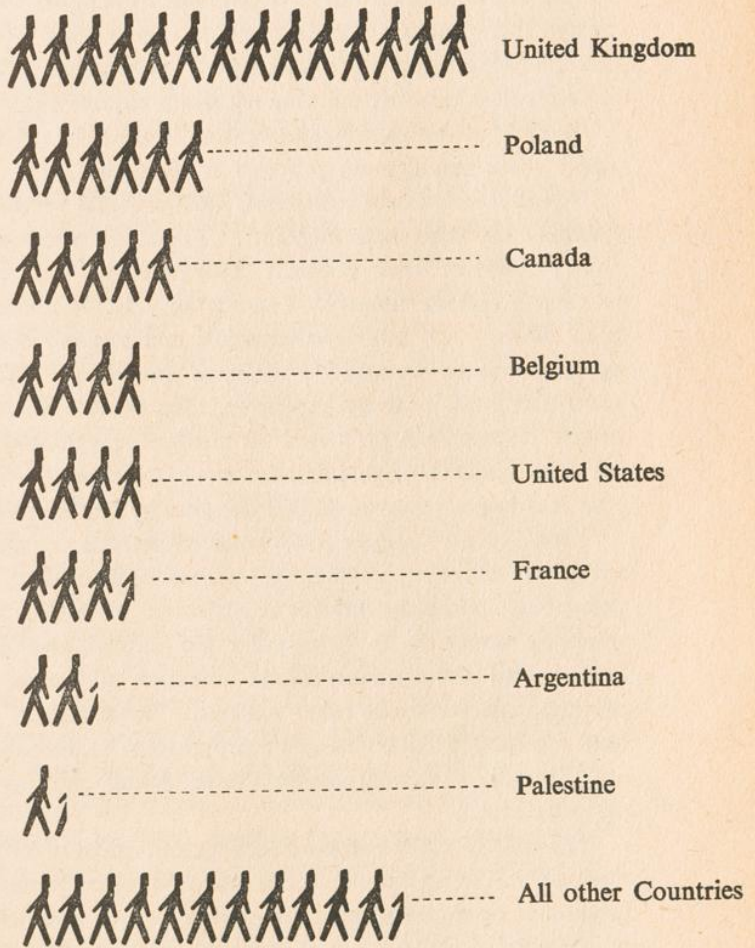 United Kingdom
Poland
Canada
Belgium
United States
France
Argentina
Palestine
All other Countries